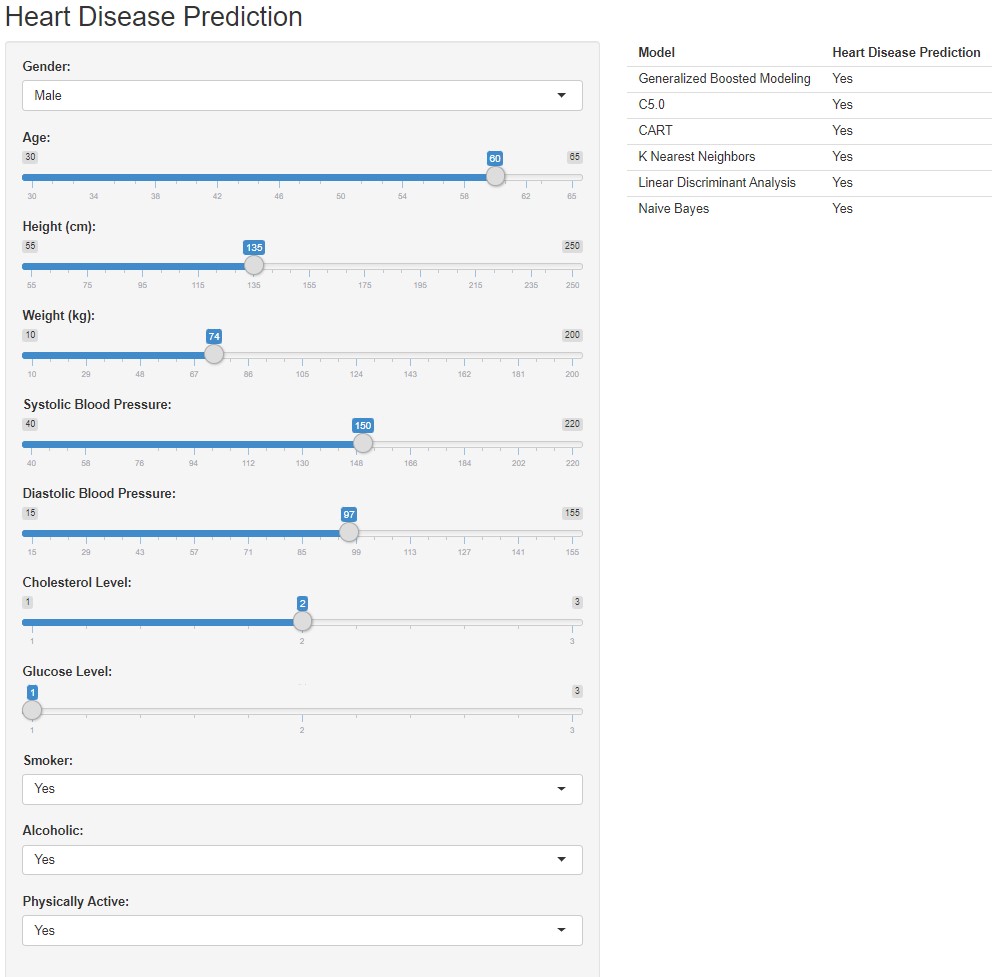 Heart Disease Prediction
Gender:
Male
Age:
30 60 65
30 34 38 42 46 50 54 58 62 65
Height (cm):
55 135 250
55 75 95 115 135 155 175 195 215 235 250
Weight (kg):
10 74 200
10 29 48 67 86 105 124 143 162 181 200
Systolic Blood Pressure:
40 150 220
40 58 76 94 112 130 148 166 184 202 220
Diastolic Blood Pressure:
15 97 155
15 29 43 57 71 85 99 113 127 141 155
Cholesterol Level:
1 2 3
1 2 3
Glucose Level:
1 3
1 2 3
Smoker:
Yes
Alcoholic:
Yes
Physically Active:
Yes
Model Heart Disease Prediction
Generalized Boosted Modeling Yes
C5.0 Yes
CART Yes
K Nearest Neighbors Yes
Linear Discriminant Analysis Yes
Naive Bayes Yes